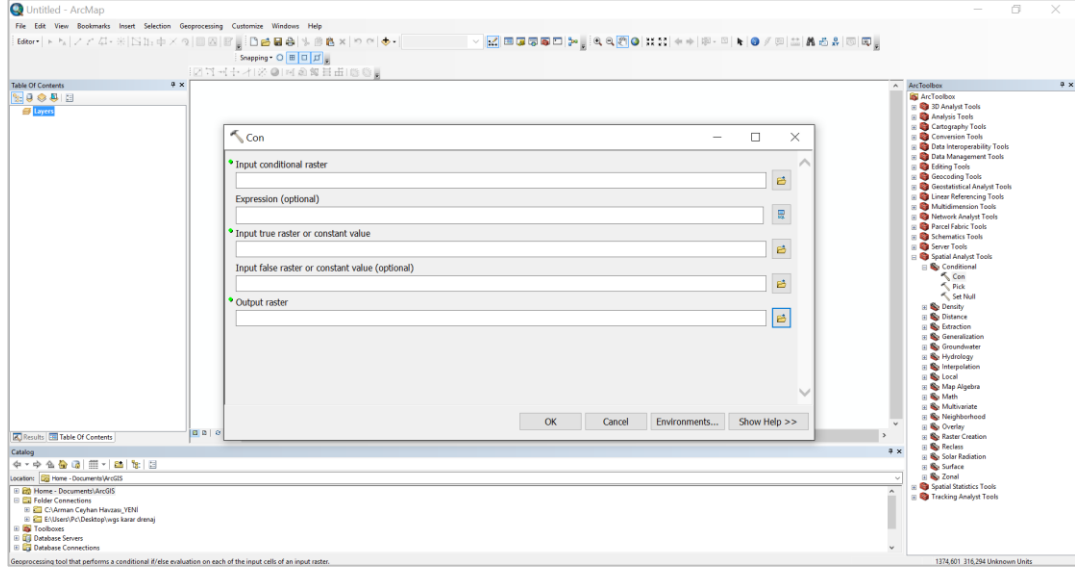 Untitled - ArcMap
File Edit View Bookmarks Insert Selection Geoprocessing Customize Windows Help
Editor
Snapping
Table Of Contents
Layers
Con
Input conditional raster
Expression (optional)
Input true raster or constant value
Input false raster or constant value (optional)
Output raster
OK Cancel Environments... Show Help >>
Results Table Of Contents
Catalog
Location: Home - Documents\ArcGIS
Home - Documents\ArcGIS
Folder Connections
C:\Arman Ceyhan Havzası_YENİ
E:\Users\Pc\Desktop\wgs karar drenaj
Toolboxes
Database Servers
Database Connections
Geoprocessing tool that performs a conditional if/else evaluation on each of the input cells of an input raster.
ArcToolbox
ArcToolbox
3D Analyst Tools
Analysis Tools
Cartography Tools
Conversion Tools
Data Interoperability Tools
Data Management Tools
Editing Tools
Geocoding Tools
Geostatistical Analyst Tools
Linear Referencing Tools
Multidimension Tools
Network Analyst Tools
Parcel Fabric Tools
Schematics Tools
Server Tools
Spatial Analyst Tools
Conditional
Con
Pick
Set Null
Density
Distance
Extraction
Generalization
Groundwater
Hydrology
Interpolation
Local
Map Algebra
Math
Multivariate
Neighborhood
Overlay
Raster Creation
Reclass
Solar Radiation
Surface
Zonal
Spatial Statistics Tools
Tracking Analyst Tools
1374,601 316,294 Unknown Units